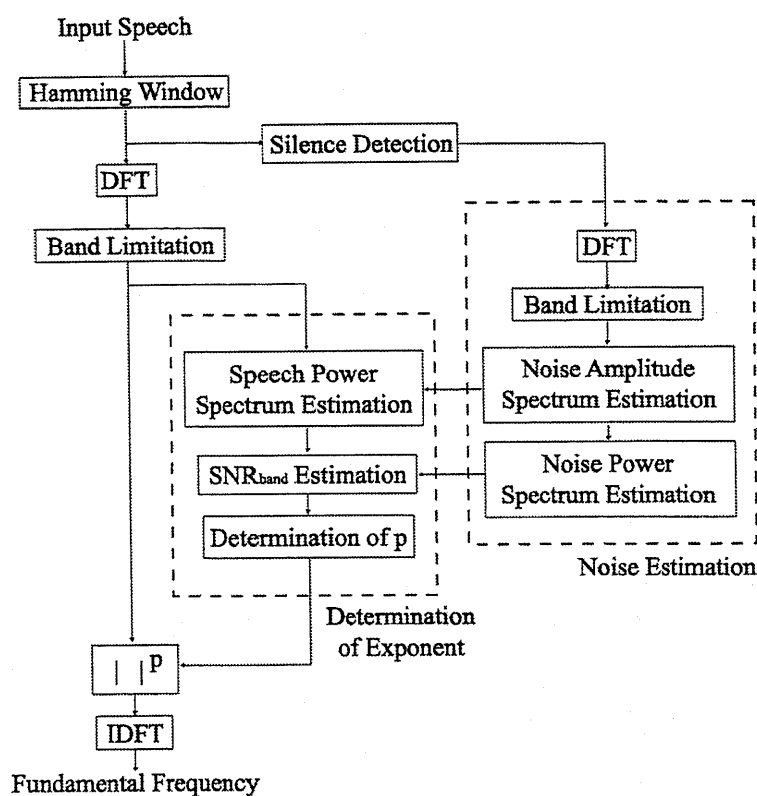 Input Speech
Hamming Window
Silence Detection
DFT
Band Limitation
DFT
Band Limitation
Speech Power
Spectrum Estimation
Noise Amplitude
Spectrum Estimation
SNRband Estimation
Noise Power
Spectrum Estimation
Determination of p
Noise Estimation
Determination
of Exponent
| |p
IDFT
Fundamental Frequency